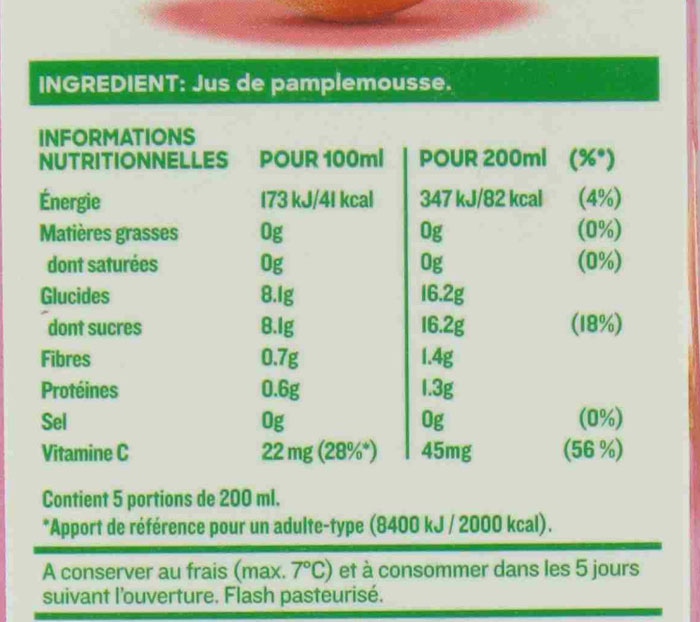 INGREDIENT: Jus de pamplemousse.
INFORMATIONS
NUTRITIONNELLES POUR 100ml POUR 200ml (%*)
Énergie 173 kJ/41 kcal 347 kJ/82 kcal (4%)
Matières grasses 0g 0g (0%)
dont saturées 0g 0g (0%)
Glucides 8.1g 16.2g
dont sucres 8.1g 16.2g (18%)
Fibres 0.7g 1.4g
Protéines 0.6g 1.3g
Sel 0g 0g (0%)
Vitamine C 22 mg (28%*) 45mg (56 %)
Contient 5 portions de 200 ml.
*Apport de référence pour un adulte-type (8400 kJ / 2000 kcal).
A conserver au frais (max. 7°C) et à consommer dans les 5 jours
suivant l'ouverture. Flash pasteurisé.